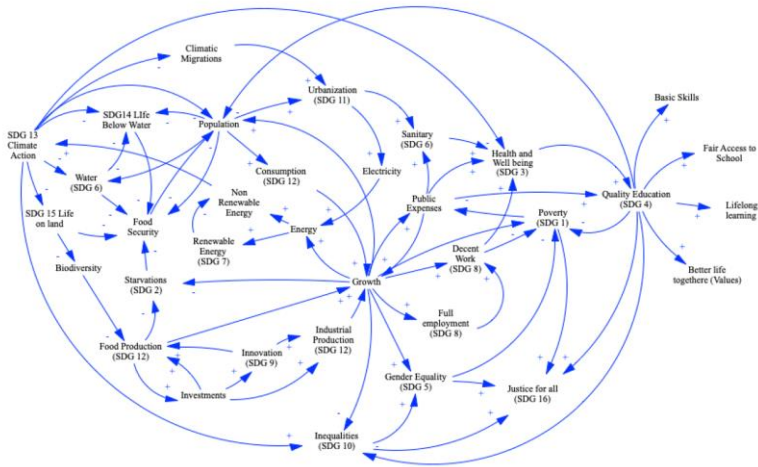 Climatic
Migrations
Urbanization
(SDG 11)
Basic Skills
SDG14 LIfe
Below Water
Population
Sanitary
(SDG 6)
SDG 13
Climate
Action
Health and
Well being
(SDG 3)
Fair Access to
School
Water
(SDG 6)
Consumption
(SDG 12)
Electricity
Non
Renewable
Energy
Public
Expenses
Quality Education
(SDG 4)
Lifelong
learning
SDG 15 Life
on land
Food
Security
Energy
Poverty
(SDG 1)
Renewable
Energy
(SDG 7)
Decent
Work
(SDG 8)
Biodiversity
Better life
togethere (Values)
Starvations
(SDG 2)
Growth
Full
employment
(SDG 8)
Industrial
Production
(SDG 12)
Food Production
(SDG 12)
Innovation
(SDG 9)
Gender Equality
(SDG 5)
Justice for all
(SDG 16)
Investments
Inequalities
(SDG 10)